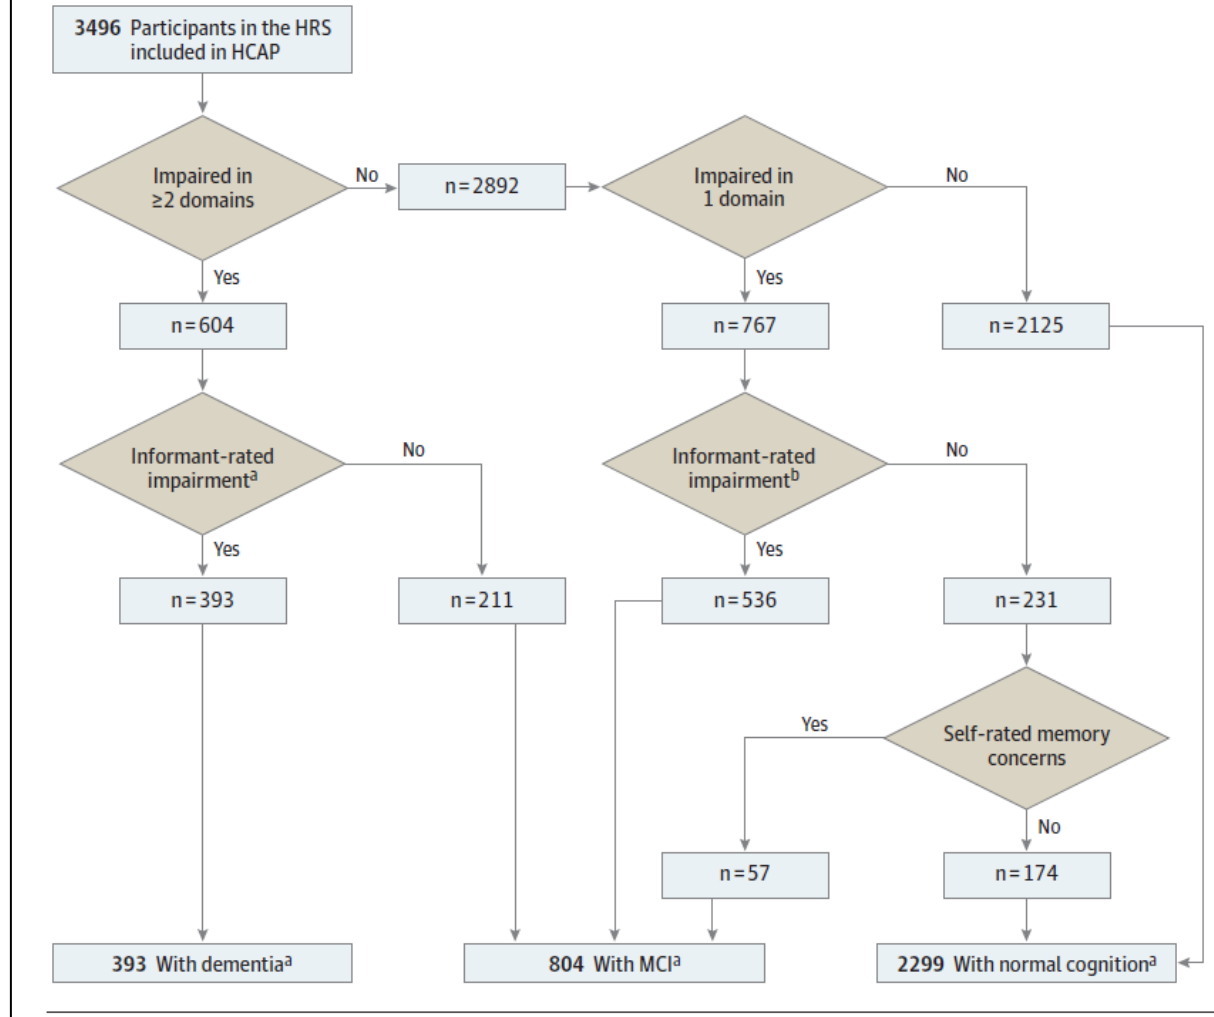 3496 Participants in the HRS
included in HCAP
Impaired in
≥2 domains
No
n=2892
Impaired in
1 domain
No
Yes
n=604
Yes
n=767
n=2125
Informant-rated
impairmentᵃ
No
Informant-rated
impairmentᵇ
No
Yes
n=393
n=211
Yes
n=536
n=231
Self-rated memory
concerns
Yes
No
n=57
n=174
393 With dementiaᵃ
804 With MCIᵃ
2299 With normal cognitionᵃ